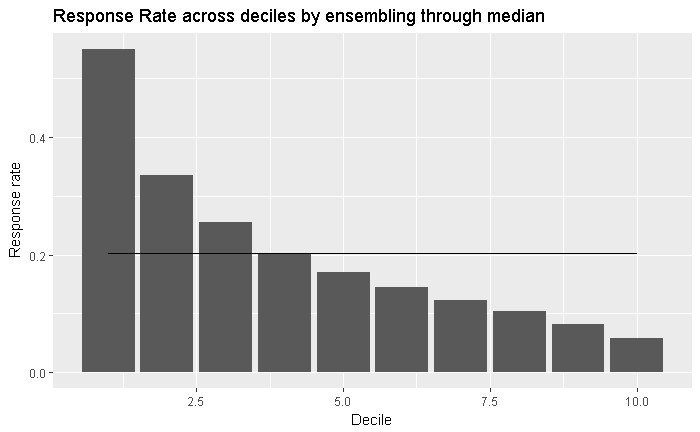 Response Rate across deciles by ensembling through median
Response rate
0.4
0.2
0.0
2.5 5.0 7.5 10.0
Decile